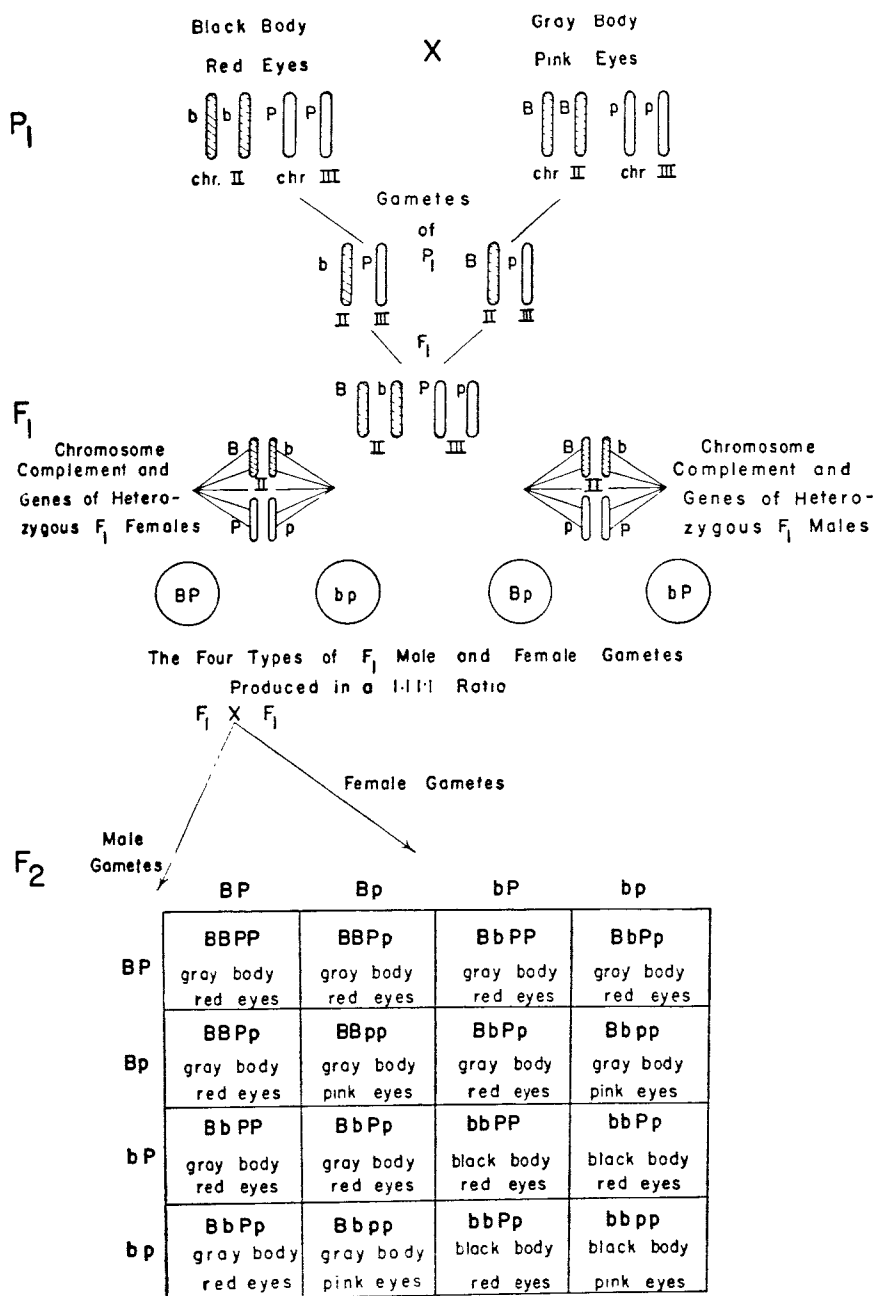 Black Body
Red Eyes
X
Gray Body
Pink Eyes
P1
b b P P
chr. II chr III
B B p p
chr II chr III
Gametes
of
P1
b P
II III
B p
II III
F1
B b P p
II III
F1
Chromosome
Complement and
Genes of Hetero-
zygous F1 Females
B b
II
P p
B b
II
p P
Chromosome
Complement and
Genes of Hetero-
zygous F1 Males
BP bp Bp bP
The Four Types of F1 Male and Female Gametes
Produced in a 1·1·1·1 Ratio
F1 X F1
Female Gametes
Male
Gametes
F2
BP Bp bP bp
BP
BBPP BBPp BbPP BbPp
gray body gray body gray body gray body
red eyes red eyes red eyes red eyes
Bp
BBPp BBpp BbPp Bbpp
gray body gray body gray body gray body
red eyes pink eyes red eyes pink eyes
bP
BbPP BbPp bbPP bbPp
gray body gray body black body black body
red eyes red eyes red eyes red eyes
bp
BbPp Bbpp bbPp bbpp
gray body gray body black body black body
red eyes pink eyes red eyes pink eyes